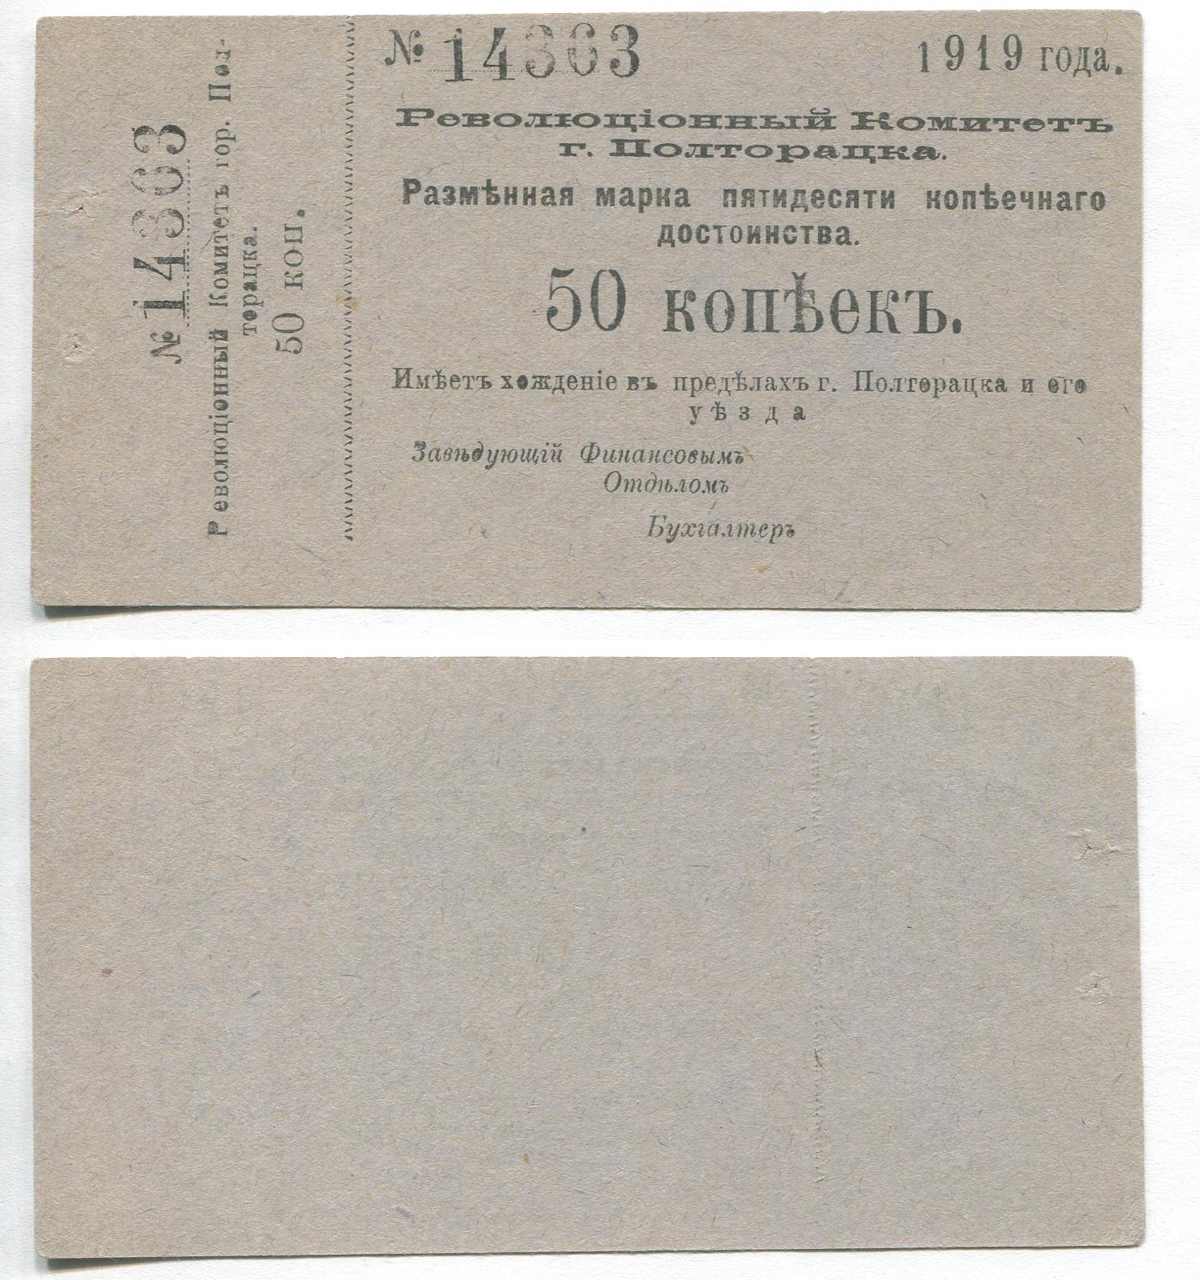 № 14363
Революціонный Комитетъ гор. Пол-
торацка.
50 коп.
№ 14363 1919 года.
Революціонный Комитетъ
г. Полторацка.
Размѣнная марка пятидесяти копѣечнаго
достоинства.
50 копѣекъ.
Имѣетъ хожденіе въ предѣлахъ г. Полторацка и его
уѣзда
Завѣдующій Финансовымъ
Отдѣломъ
Бухгалтеръ